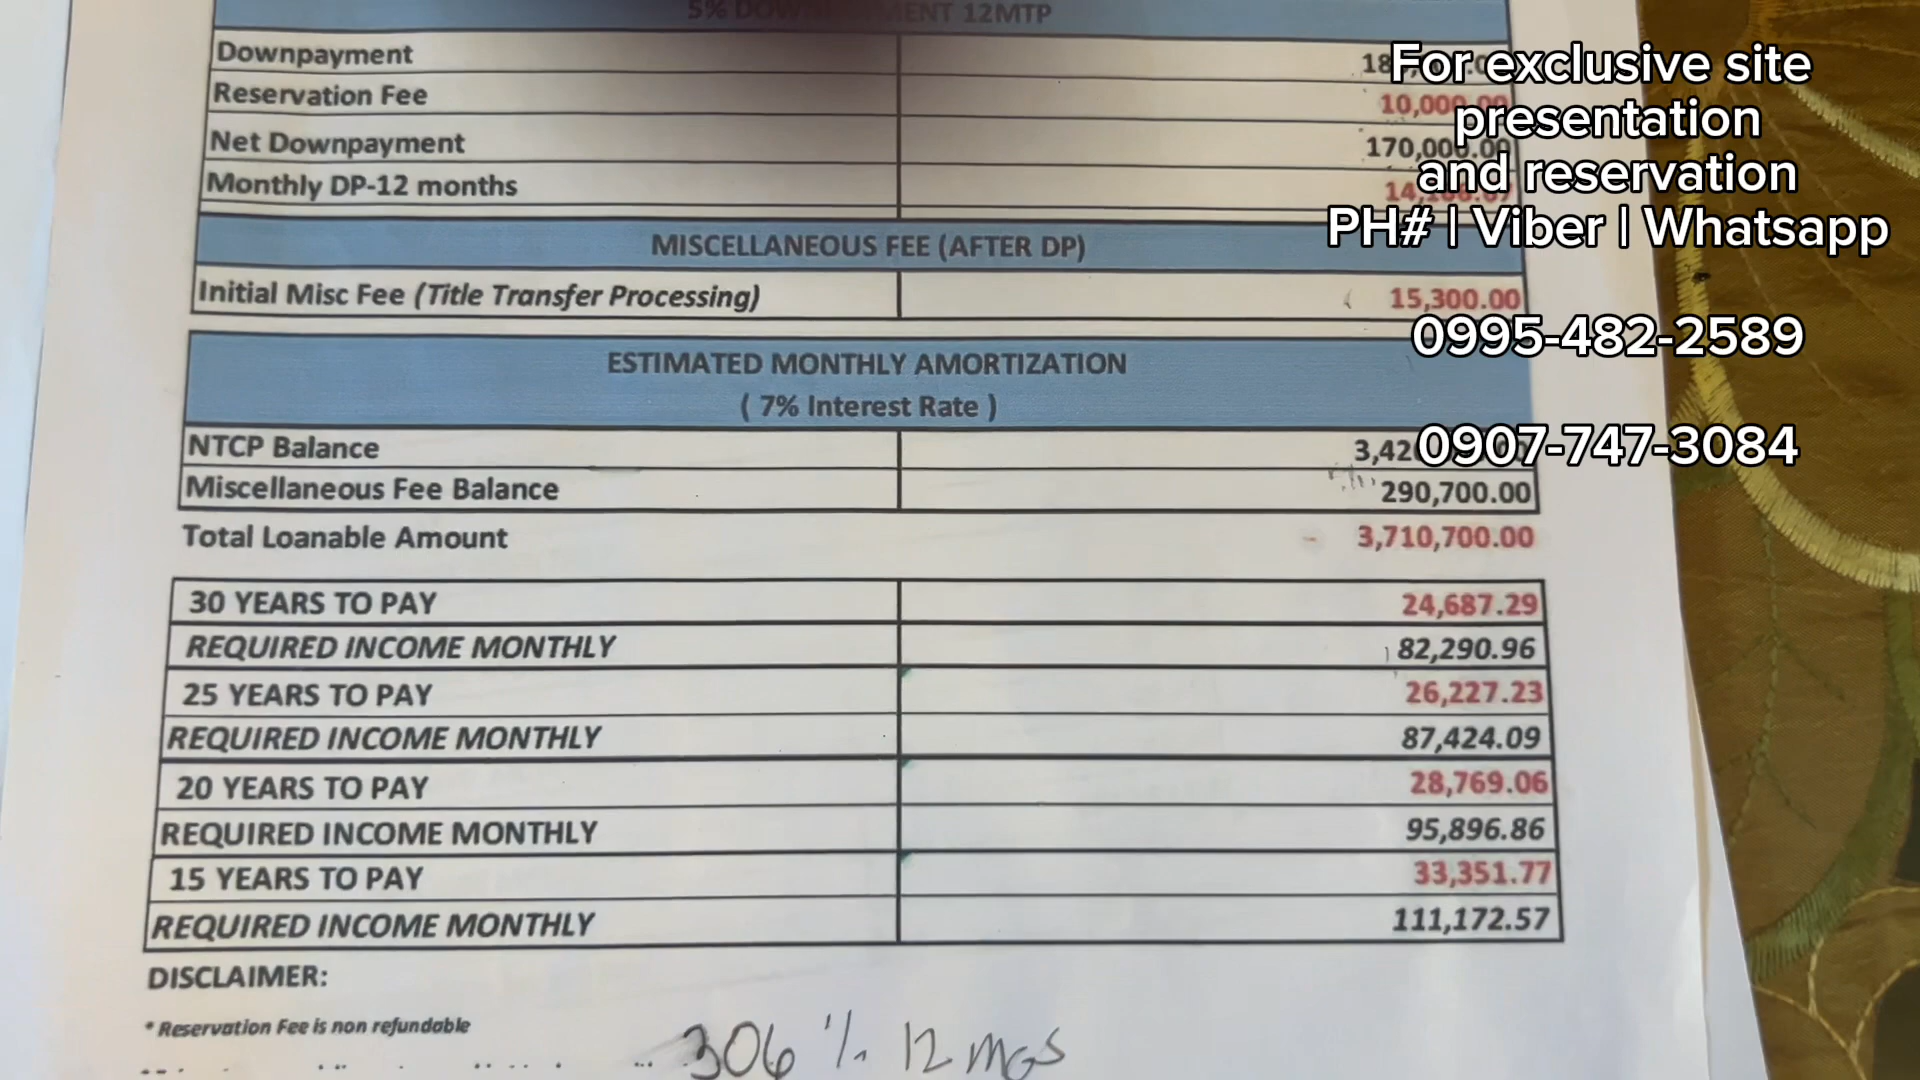 5% DOWNPAYMENT 12MTP
Downpayment
Reservation Fee 10,000.00
Net Downpayment 170,000.00
Monthly DP-12 months
MISCELLANEOUS FEE (AFTER DP)
Initial Misc Fee (Title Transfer Processing) 15,300.00
ESTIMATED MONTHLY AMORTIZATION
( 7% Interest Rate )
NTCP Balance
Miscellaneous Fee Balance 290,700.00
Total Loanable Amount 3,710,700.00
30 YEARS TO PAY 24,687.29
REQUIRED INCOME MONTHLY 82,290.96
25 YEARS TO PAY 26,227.23
REQUIRED INCOME MONTHLY 87,424.09
20 YEARS TO PAY 28,769.06
REQUIRED INCOME MONTHLY 95,896.86
15 YEARS TO PAY 33,351.77
REQUIRED INCOME MONTHLY 111,172.57
DISCLAIMER:
* Reservation Fee is non refundable
306 % 12 mos
For exclusive site
presentation
and reservation
PH# | Viber | Whatsapp
0995-482-2589
0907-747-3084